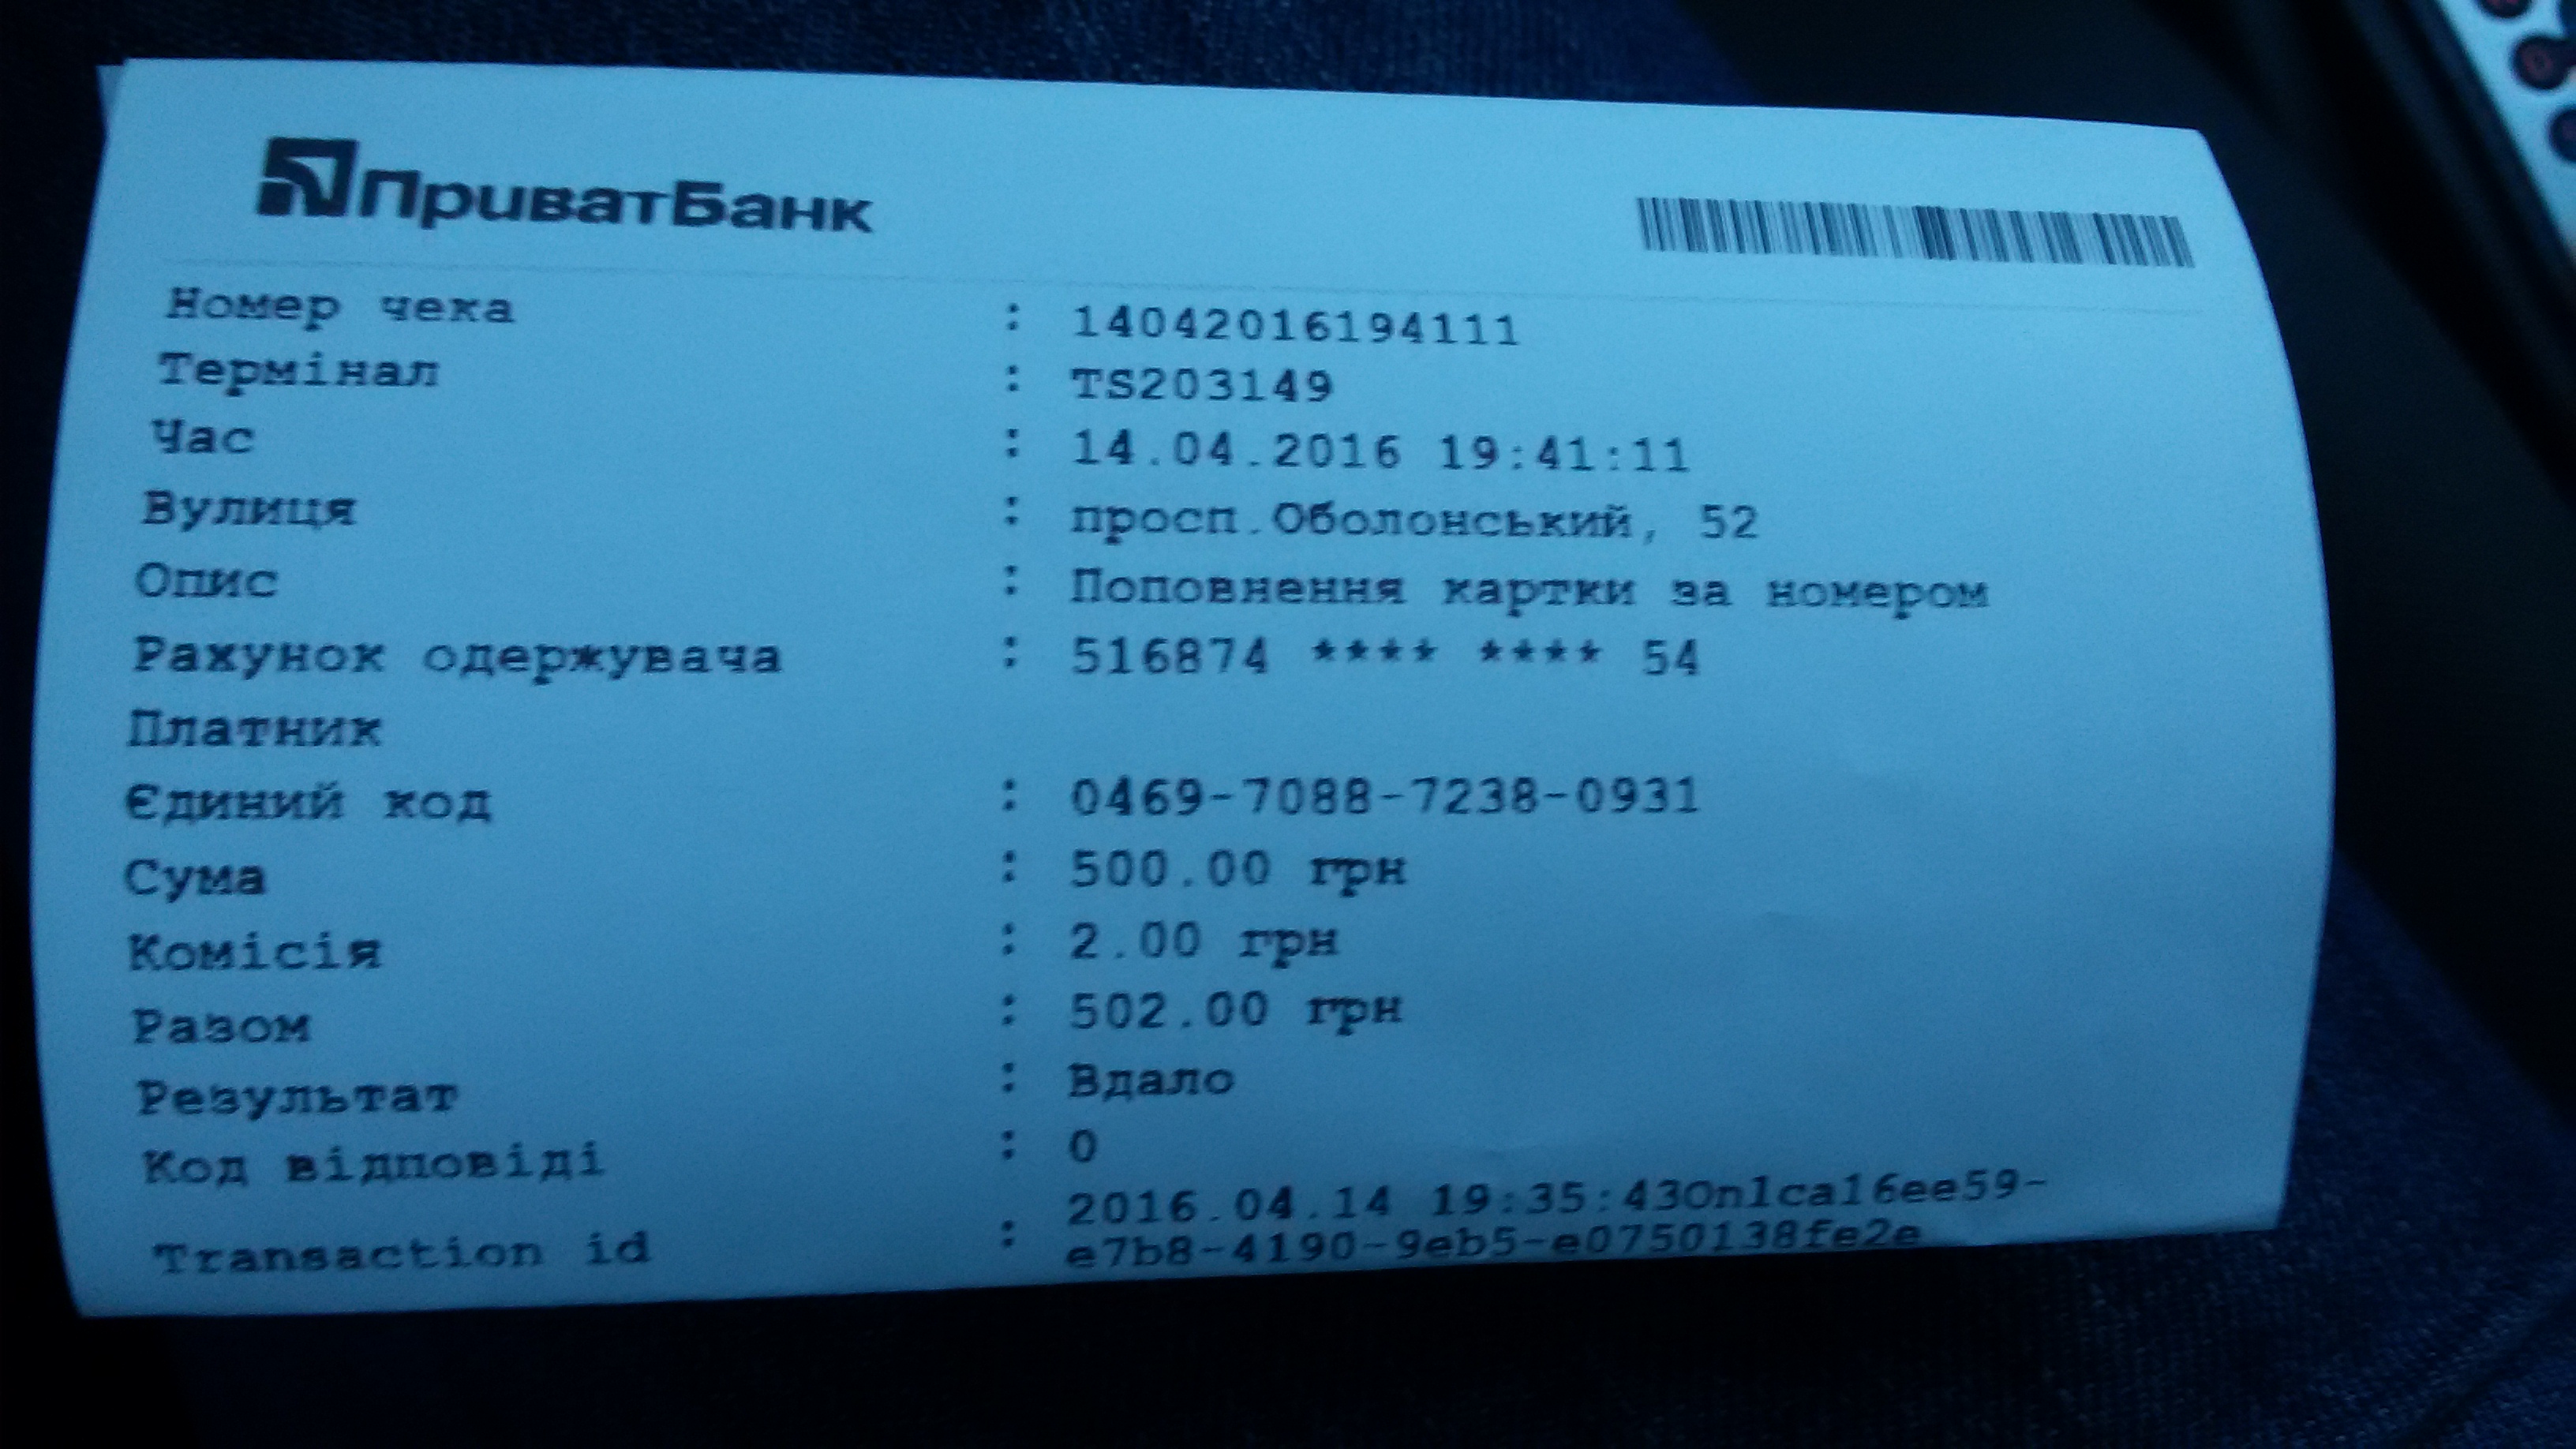 ПриватБанк
Номер чека : 14042016194111
Термінал : TS203149
Час : 14.04.2016 19:41:11
Вулиця : просп.Оболонський, 52
Опис : Поповнення картки за номером
Рахунок одержувача : 516874 **** **** 54
Платник
Єдиний код : 0469-7088-7238-0931
Сума : 500.00 грн
Комісія : 2.00 грн
Разом : 502.00 грн
Результат : Вдало
Код відповіді : 0
Transaction id : 2016.04.14 19:35:43On1ca16ee59-
e7b8-4190-9eb5-e0750138fe2e